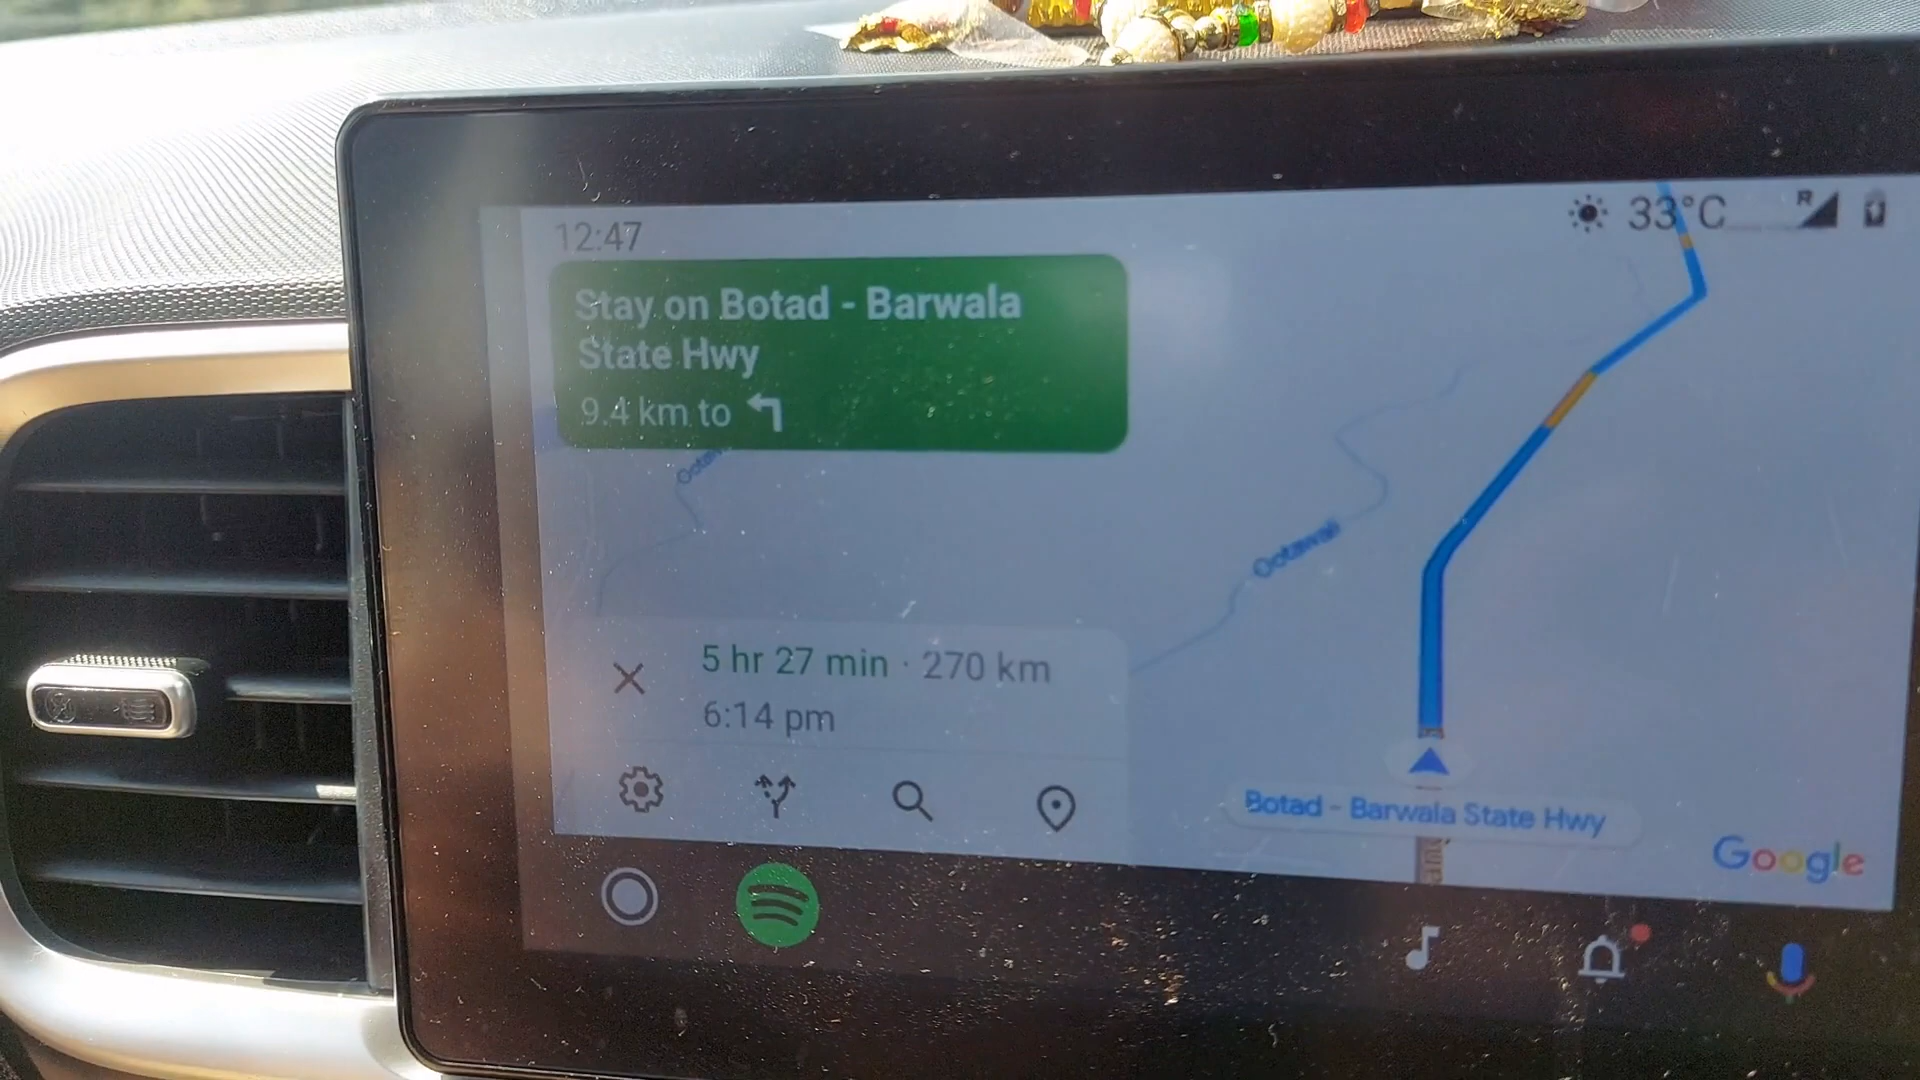 12:47
33°C
R
Stay on Botad - Barwala
State Hwy
9.4 km to
Ootawali
5 hr 27 min · 270 km
6:14 pm
Botad - Barwala State Hwy
Google